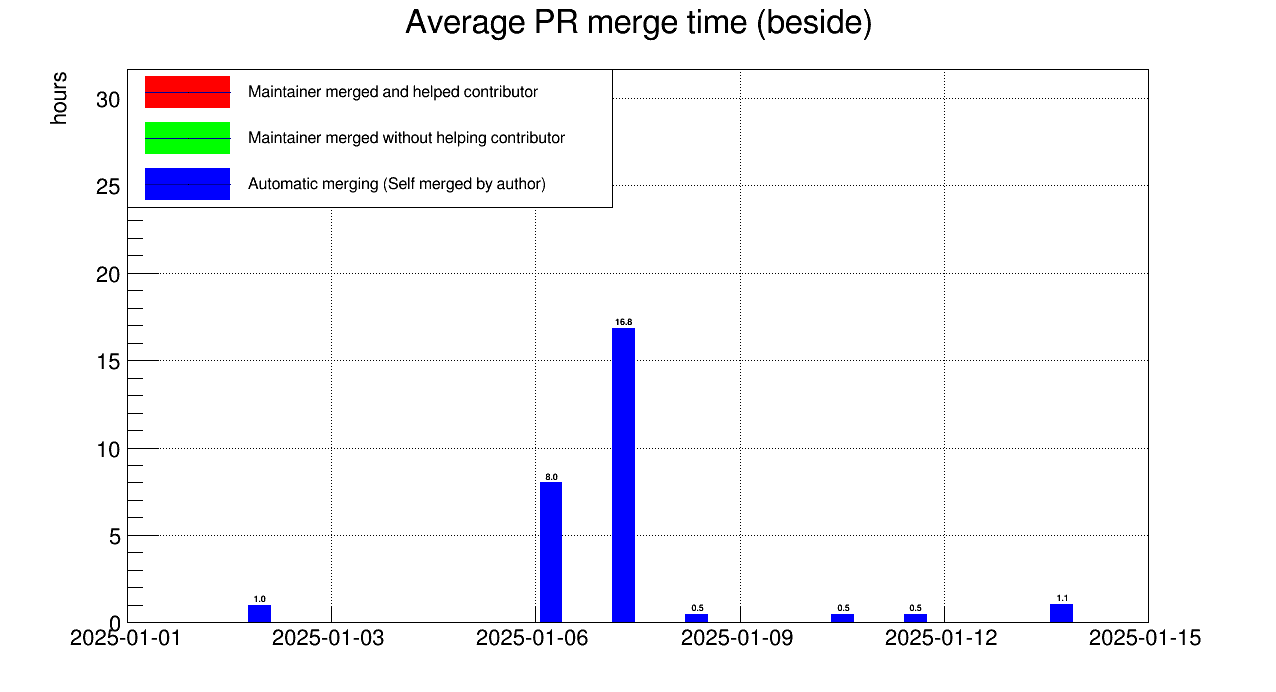 Average PR merge time (beside)
hours
30
25
20
15
10
5
0
Maintainer merged and helped contributor
Maintainer merged without helping contributor
Automatic merging (Self merged by author)
1.0
8.0
16.8
0.5
0.5
0.5
1.1
2025-01-01 2025-01-03 2025-01-06 2025-01-09 2025-01-12 2025-01-15